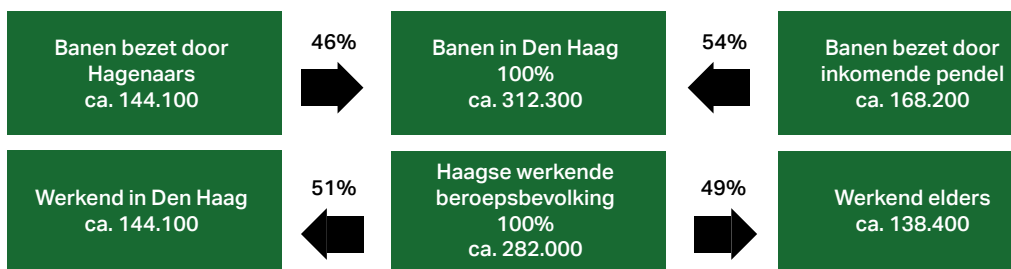 Banen bezet door
Hagenaars
ca. 144.100
46%
Banen in Den Haag
100%
ca. 312.300
54%
Banen bezet door
inkomende pendel
ca. 168.200
Werkend in Den Haag
ca. 144.100
51%
Haagse werkende
beroepsbevolking
100%
ca. 282.000
49%
Werkend elders
ca. 138.400